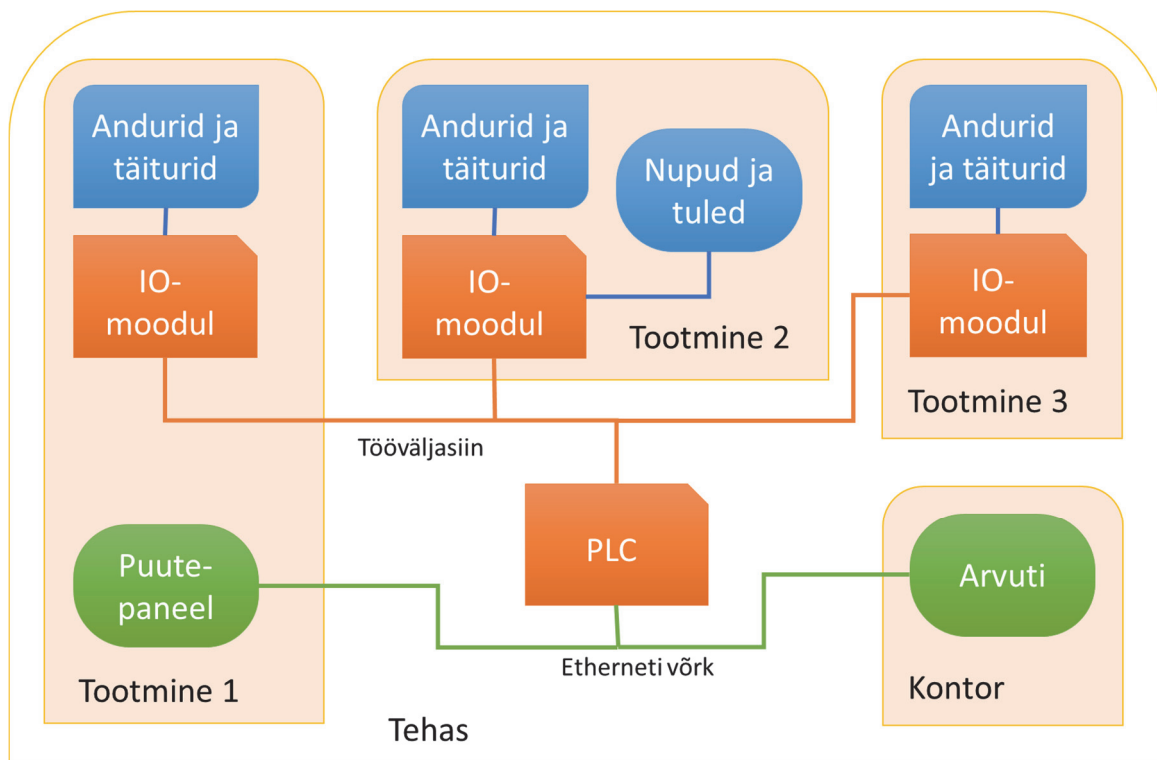 Andurid ja
täiturid
IO-
moodul
Andurid ja
täiturid
Nupud ja
tuled
IO-
moodul
Tootmine 2
Andurid
ja täiturid
IO-
moodul
Tootmine 3
Tööväljasiin
PLC
Puute-
paneel
Tootmine 1
Etherneti võrk
Arvuti
Kontor
Tehas